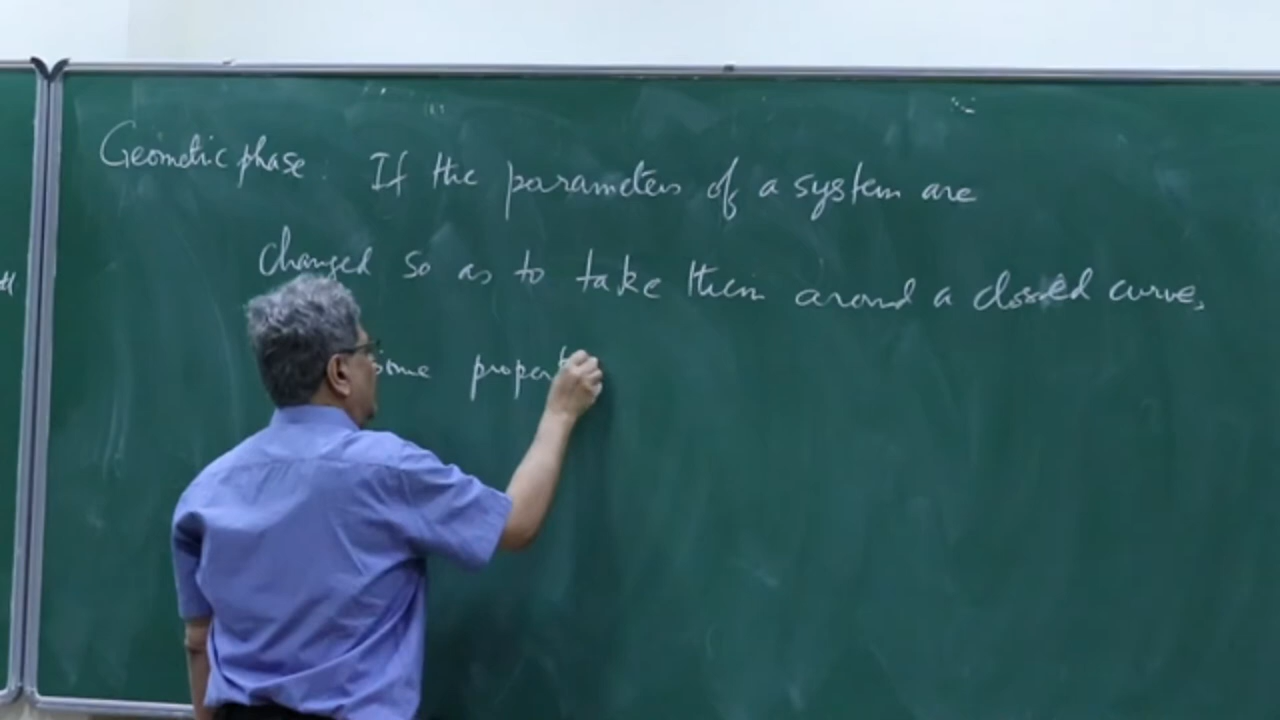 Geometric phase. If the parameters of a system are
changed so as to take them around a closed curve,
some propert